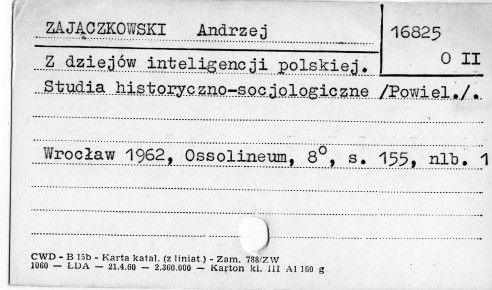 ZAJĄCZKOWSKI Andrzej
16825
O II
Z dziejów inteligencji polskiej.
Studia historyczno-socjologiczne /Powiel./.
Wrocław 1962, Ossolineum, 8°, s. 155, nlb. 1
CWD - B 15b - Karta katal. (z liniat.) - Zam. 788/ZW
1060 — LDA — 21.4.60 — 2.360.000 — Karton kl. III A1 160 g